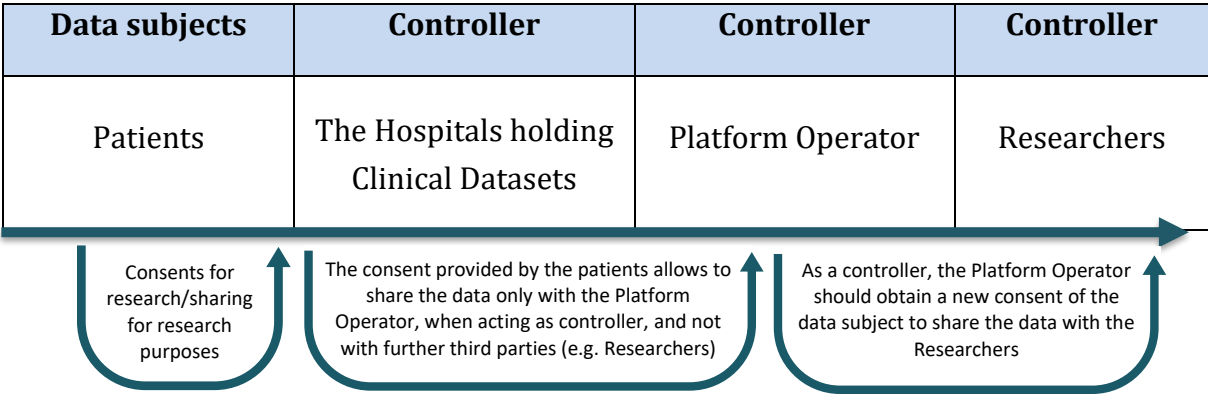 Data subjects
Controller
Controller
Controller
Patients
The Hospitals holding
Clinical Datasets
Platform Operator
Researchers
Consents for
research/sharing
for research
purposes
The consent provided by the patients allows to
share the data only with the Platform
Operator, when acting as controller, and not
with further third parties (e.g. Researchers)
As a controller, the Platform Operator
should obtain a new consent of the
data subject to share the data with the
Researchers